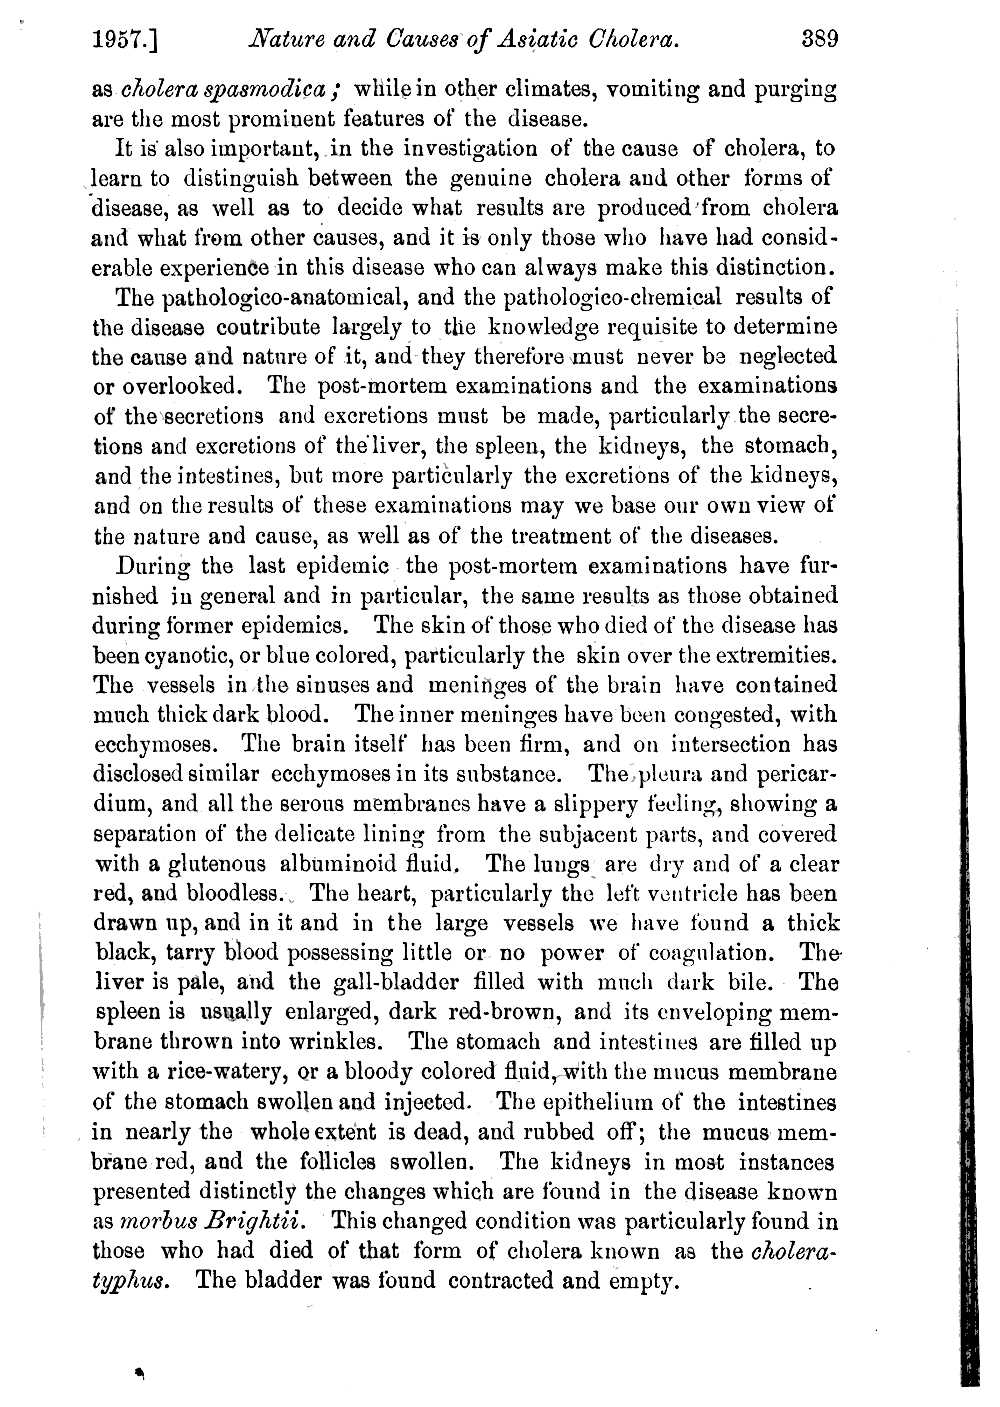 1957.] Nature and Causes of Asiatic Cholera. 389
as cholera spasmodica; while in other climates, vomiting and purging
are the most prominent features of the disease.
It is also important, in the investigation of the cause of cholera, to
learn to distinguish between the genuine cholera and other forms of
disease, as well as to decide what results are produced from cholera
and what from other causes, and it is only those who have had consid-
erable experience in this disease who can always make this distinction.
The pathologico-anatomical, and the pathologico-chemical results of
the disease contribute largely to the knowledge requisite to determine
the cause and nature of it, and they therefore must never be neglected
or overlooked. The post-mortem examinations and the examinations
of the secretions and excretions must be made, particularly the secre-
tions and excretions of the liver, the spleen, the kidneys, the stomach,
and the intestines, but more particularly the excretions of the kidneys,
and on the results of these examinations may we base our own view of
the nature and cause, as well as of the treatment of the diseases.
During the last epidemic the post-mortem examinations have fur-
nished in general and in particular, the same results as those obtained
during former epidemics. The skin of those who died of the disease has
been cyanotic, or blue colored, particularly the skin over the extremities.
The vessels in the sinuses and meninges of the brain have contained
much thick dark blood. The inner meninges have been congested, with
ecchymoses. The brain itself has been firm, and on intersection has
disclosed similar ecchymoses in its substance. The pleura and pericar-
dium, and all the serous membranes have a slippery feeling, showing a
separation of the delicate lining from the subjacent parts, and covered
with a glutenous albuminoid fluid. The lungs are dry and of a clear
red, and bloodless. The heart, particularly the left ventricle has been
drawn up, and in it and in the large vessels we have found a thick
black, tarry blood possessing little or no power of coagulation. The
liver is pale, and the gall-bladder filled with much dark bile. The
spleen is usually enlarged, dark red-brown, and its enveloping mem-
brane thrown into wrinkles. The stomach and intestines are filled up
with a rice-watery, or a bloody colored fluid, with the mucus membrane
of the stomach swollen and injected. The epithelium of the intestines
in nearly the whole extent is dead, and rubbed off; the mucus mem-
brane red, and the follicles swollen. The kidneys in most instances
presented distinctly the changes which are found in the disease known
as morbus Brightii. This changed condition was particularly found in
those who had died of that form of cholera known as the cholera-
typhus. The bladder was found contracted and empty.